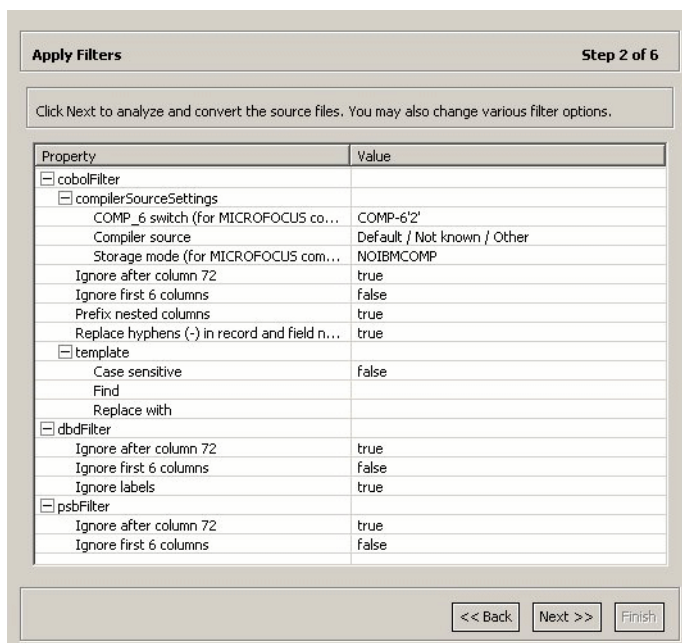 Apply Filters Step 2 of 6
Click Next to analyze and convert the source files. You may also change various filter options.
Property Value
cobolFilter
compilerSourceSettings
COMP_6 switch (for MICROFOCUS co... COMP-6'2'
Compiler source Default / Not known / Other
Storage mode (for MICROFOCUS com... NOIBMCOMP
Ignore after column 72 true
Ignore first 6 columns false
Prefix nested columns true
Replace hyphens (-) in record and field n... true
template
Case sensitive false
Find
Replace with
dbdFilter
Ignore after column 72 true
Ignore first 6 columns false
Ignore labels true
psbFilter
Ignore after column 72 true
Ignore first 6 columns false
<< Back Next >> Finish